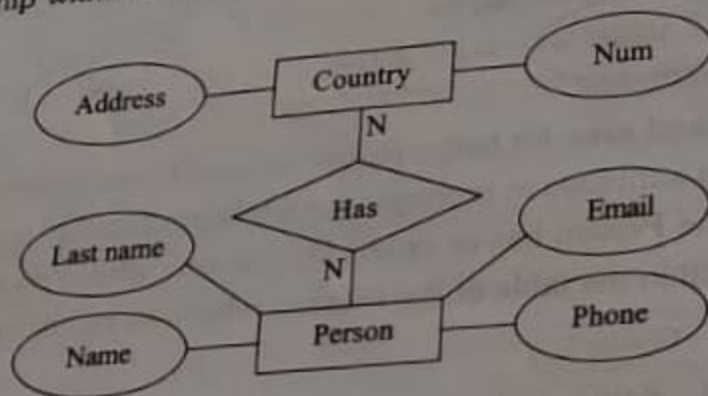 Address
Country
Num
N
Has
Last name
Email
N
Name
Person
Phone